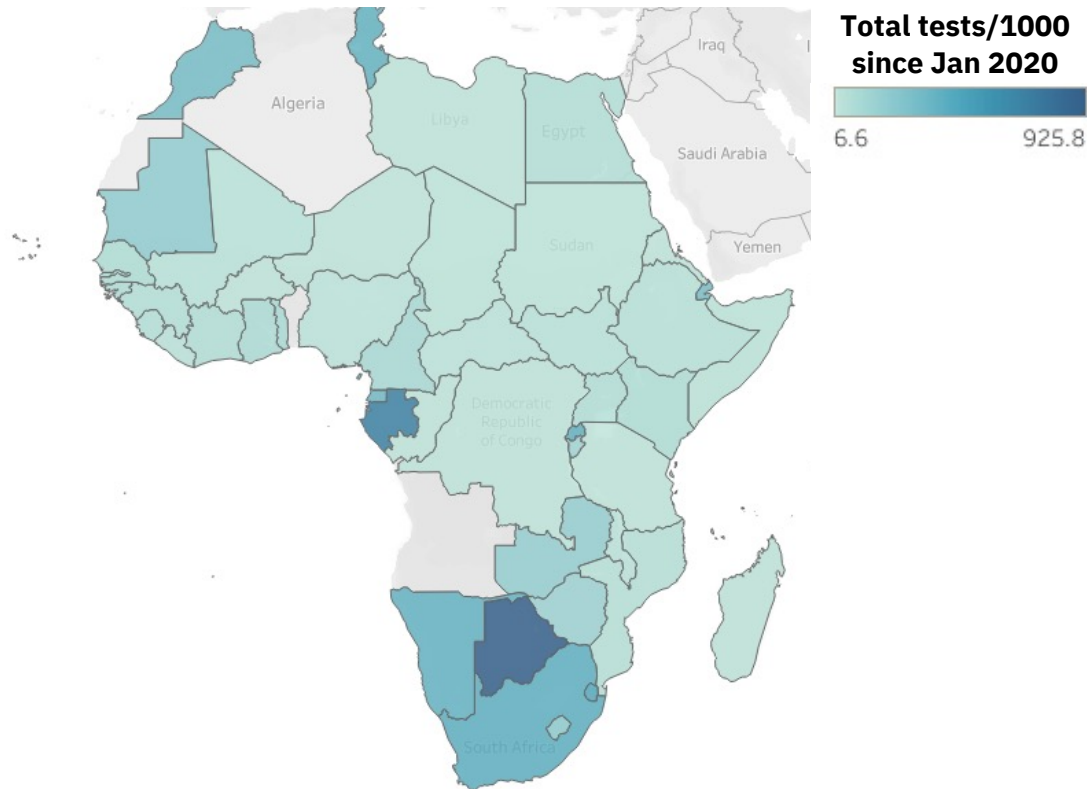 Total tests/1000
since Jan 2020
6.6 925.8
Iraq
Algeria
Libya
Egypt
Saudi Arabia
Sudan
Yemen
Democratic
Republic
of Congo
South Africa